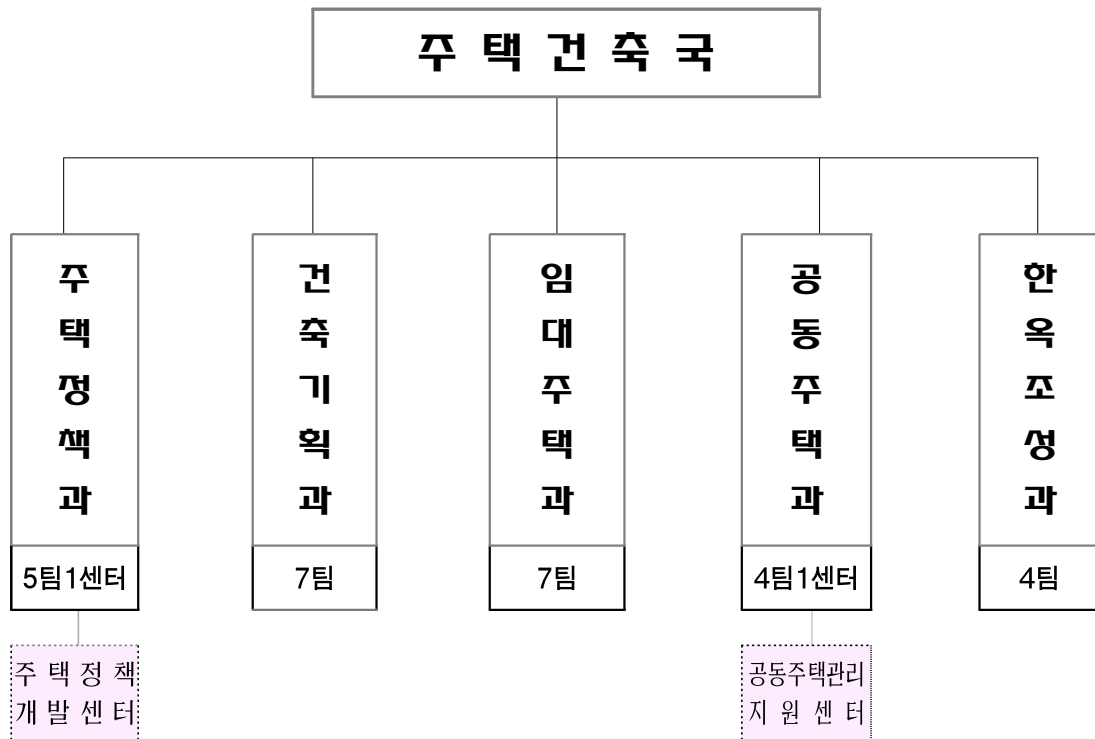 주 택 건 축 국
주택정책과
건축기획과
임대주택과
공동주택과
한옥조성과
5팀1센터
7팀
7팀
4팀1센터
4팀
주 택 정 책
개 발 센 터
공동주택관리
지 원 센 터